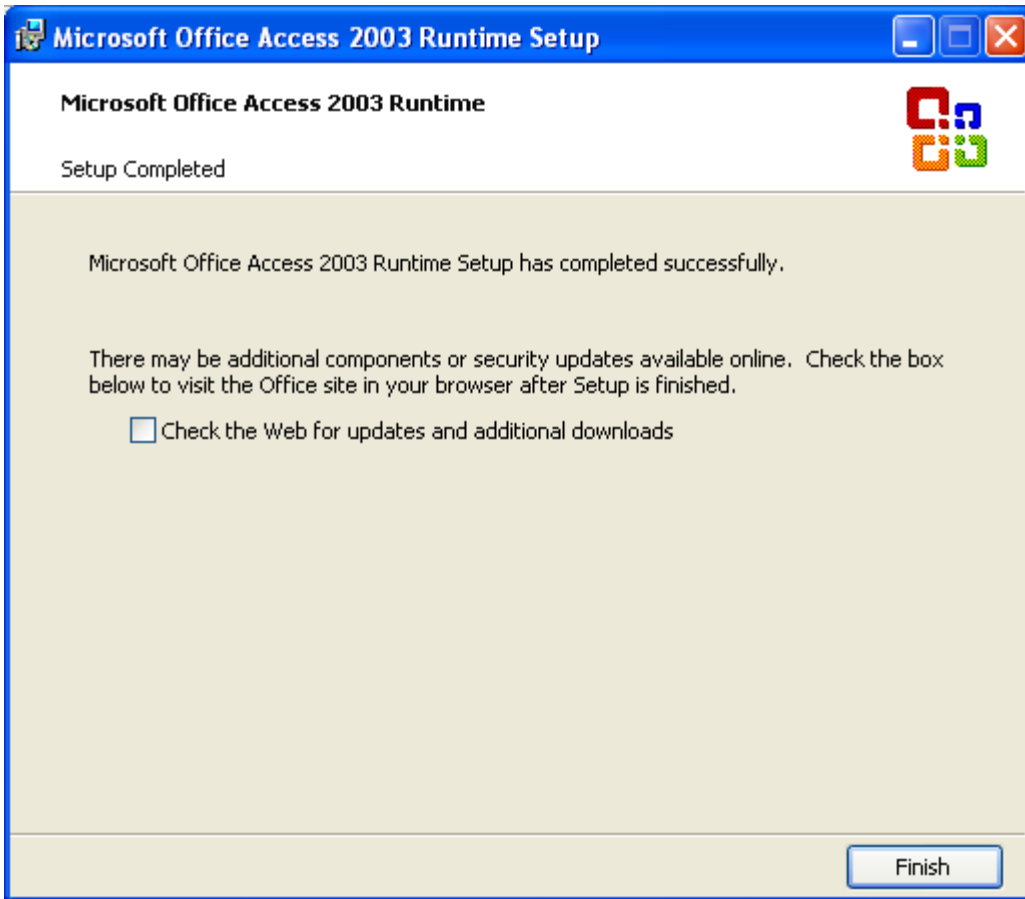 Microsoft Office Access 2003 Runtime Setup
Microsoft Office Access 2003 Runtime
Setup Completed
Microsoft Office Access 2003 Runtime Setup has completed successfully.
There may be additional components or security updates available online.  Check the box
below to visit the Office site in your browser after Setup is finished.
Check the Web for updates and additional downloads
Finish